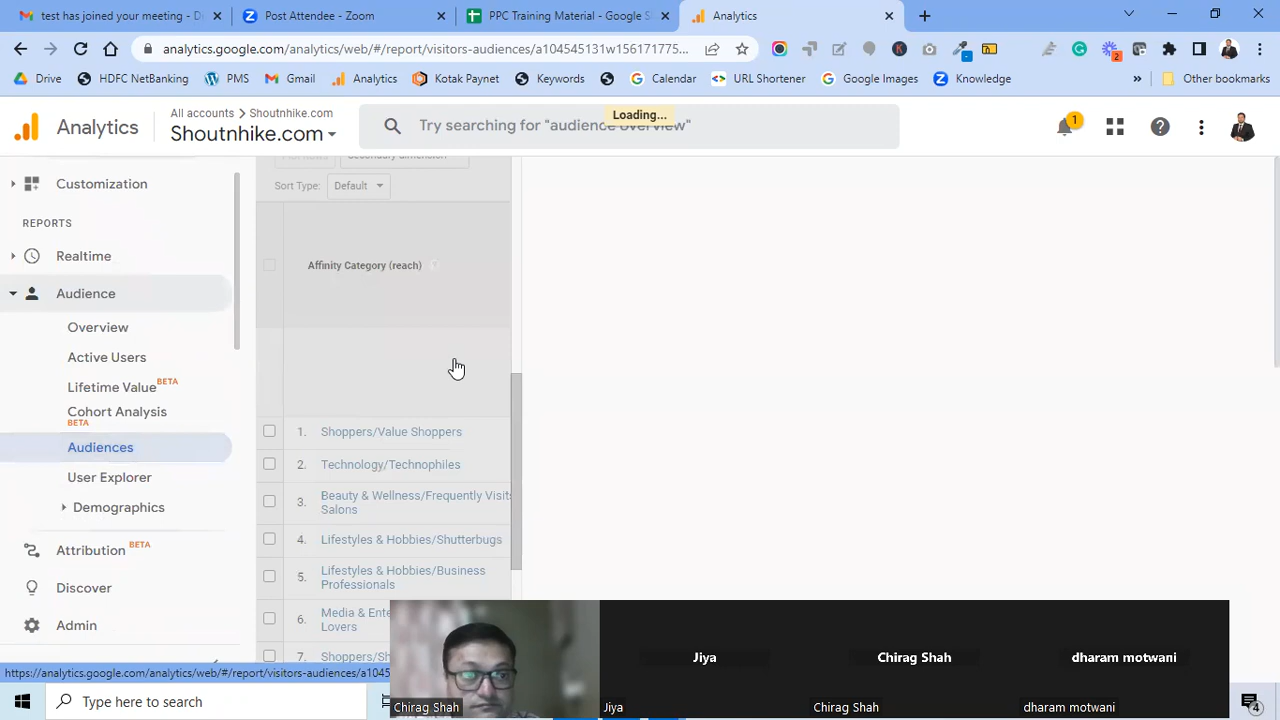 test has joined your meeting - D
Post Attendee - Zoom
PPC Training Material - Google S
Analytics
analytics.google.com/analytics/web/#/report/visitors-audiences/a104545131w156171775...
Drive
HDFC NetBanking
PMS
Gmail
Analytics
Kotak Paynet
Keywords
Calendar
URL Shortener
Google Images
Knowledge
Other bookmarks
Analytics
All accounts > Shoutnhike.com
Shoutnhike.com
Try searching for "audience overview"
Loading...
1
Customization
REPORTS
Realtime
Audience
Overview
Active Users
Lifetime Value BETA
Cohort Analysis
BETA
Audiences
User Explorer
Demographics
Attribution BETA
Discover
Admin
Secondary dimension
Sort Type: Default
Affinity Category (reach)
1. Shoppers/Value Shoppers
2. Technology/Technophiles
3. Beauty & Wellness/Frequently Visits
Salons
4. Lifestyles & Hobbies/Shutterbugs
5. Lifestyles & Hobbies/Business
Professionals
6. Media & Ente
Lovers
7. Shoppers/Sh
https://analytics.google.com/analytics/web/#/report/visitors-audiences/a1045
Type here to search
Chirag Shah
Jiya
Jiya
Chirag Shah
Chirag Shah
dharam motwani
dharam motwani
4